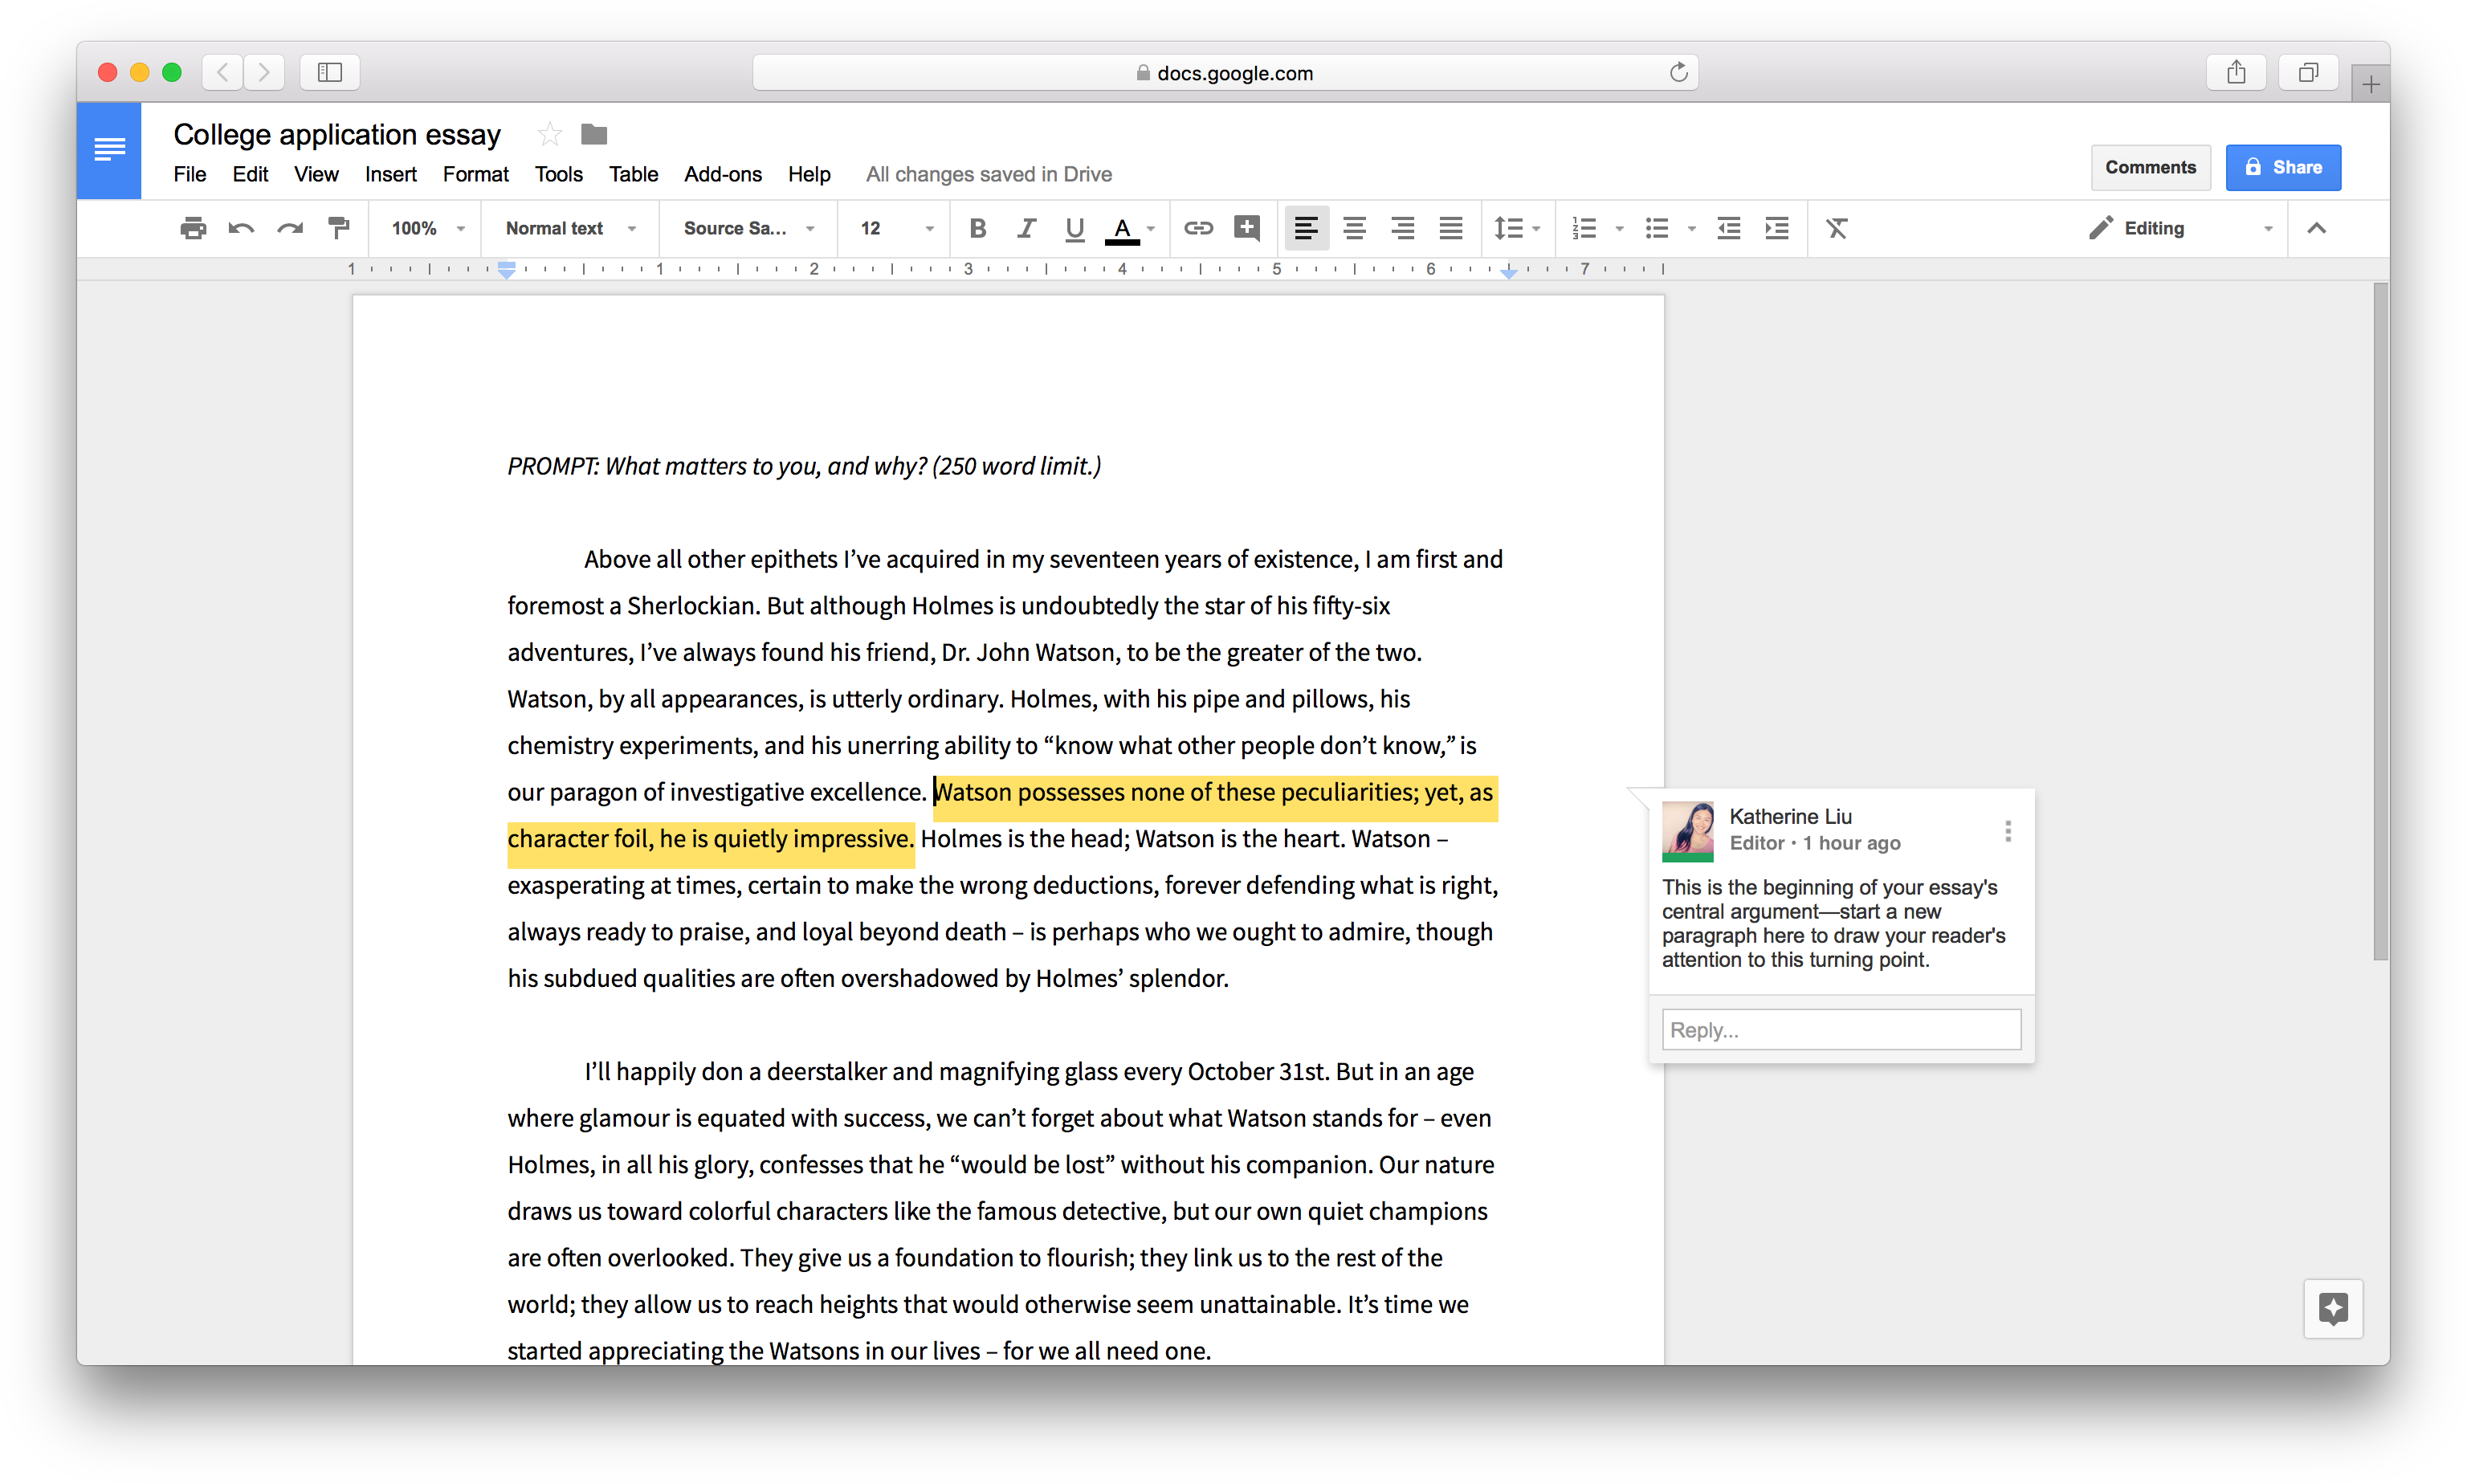 docs.google.com
College application essay
File Edit View Insert Format Tools Table Add-ons Help All changes saved in Drive
Comments Share
100% Normal text Source Sa... 12 B I U A Editing
1 1 2 3 4 5 6 7
PROMPT: What matters to you, and why? (250 word limit.)
Above all other epithets I’ve acquired in my seventeen years of existence, I am first and
foremost a Sherlockian. But although Holmes is undoubtedly the star of his fifty-six
adventures, I’ve always found his friend, Dr. John Watson, to be the greater of the two.
Watson, by all appearances, is utterly ordinary. Holmes, with his pipe and pillows, his
chemistry experiments, and his unerring ability to “know what other people don’t know,” is
our paragon of investigative excellence. Watson possesses none of these peculiarities; yet, as
character foil, he is quietly impressive. Holmes is the head; Watson is the heart. Watson –
exasperating at times, certain to make the wrong deductions, forever defending what is right,
always ready to praise, and loyal beyond death – is perhaps who we ought to admire, though
his subdued qualities are often overshadowed by Holmes’ splendor.
I’ll happily don a deerstalker and magnifying glass every October 31st. But in an age
where glamour is equated with success, we can’t forget about what Watson stands for – even
Holmes, in all his glory, confesses that he “would be lost” without his companion. Our nature
draws us toward colorful characters like the famous detective, but our own quiet champions
are often overlooked. They give us a foundation to flourish; they link us to the rest of the
world; they allow us to reach heights that would otherwise seem unattainable. It’s time we
started appreciating the Watsons in our lives – for we all need one.
Katherine Liu
Editor • 1 hour ago
This is the beginning of your essay's
central argument—start a new
paragraph here to draw your reader's
attention to this turning point.
Reply...